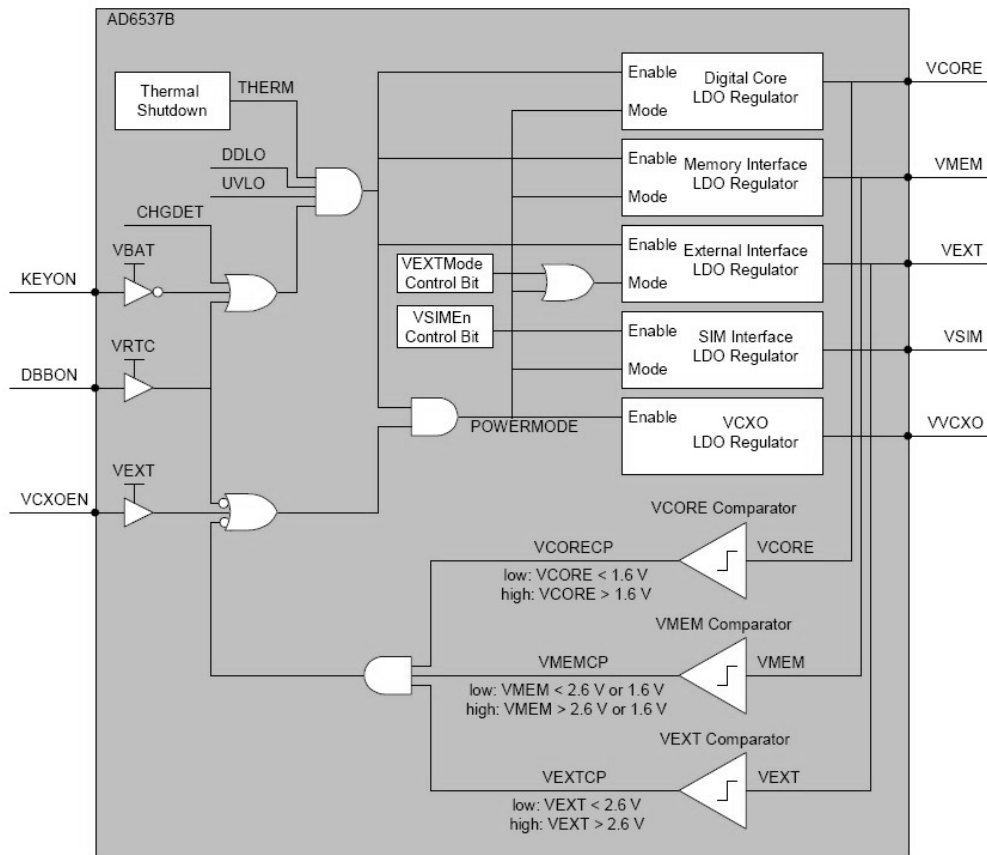 AD6537B
Thermal
Shutdown
THERM
DDLO
UVLO
CHGDET
VBAT
KEYON
VRTC
DBBON
VEXT
VCXOEN
Enable
Mode
Digital Core
LDO Regulator
VCORE
Enable
Mode
Memory Interface
LDO Regulator
VMEM
Enable
Mode
External Interface
LDO Regulator
VEXT
VEXTMode
Control Bit
VSIMEn
Control Bit
Enable
Mode
SIM Interface
LDO Regulator
VSIM
POWERMODE
Enable
VCXO
LDO Regulator
VVCXO
VCORE Comparator
VCORECP
VCORE
low: VCORE < 1.6 V
high: VCORE > 1.6 V
VMEM Comparator
VMEMCP
VMEM
low: VMEM < 2.6 V or 1.6 V
high: VMEM > 2.6 V or 1.6 V
VEXT Comparator
VEXTCP
VEXT
low: VEXT < 2.6 V
high: VEXT > 2.6 V